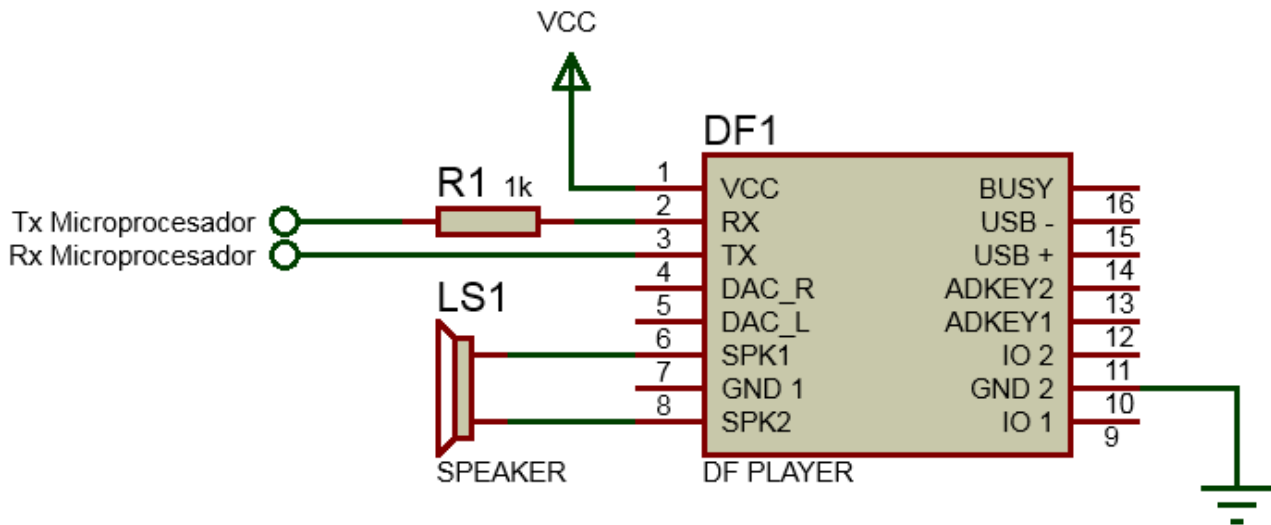 VCC
DF1
R1 1k
1 VCC BUSY
Tx Microprocesador 2 RX USB - 16
Rx Microprocesador 3 TX USB + 15
4 DAC_R ADKEY2 14
LS1 5 DAC_L ADKEY1 13
6 SPK1 IO 2 12
7 GND 1 GND 2 11
8 SPK2 IO 1 10
9
SPEAKER DF PLAYER